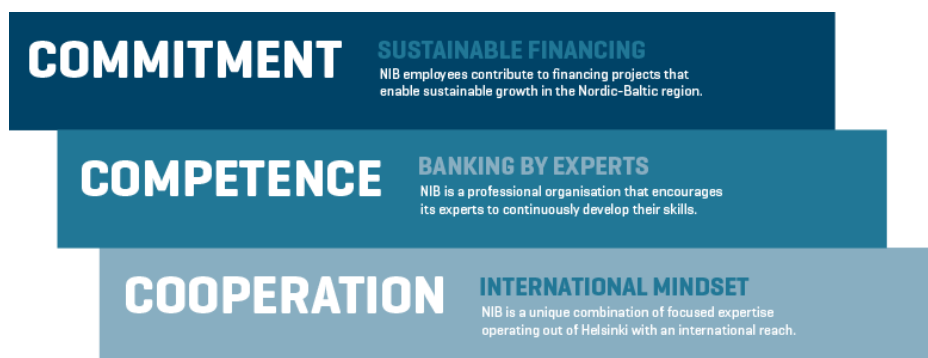 COMMITMENT
SUSTAINABLE FINANCING
NIB employees contribute to financing projects that
enable sustainable growth in the Nordic-Baltic region.
COMPETENCE
BANKING BY EXPERTS
NIB is a professional organisation that encourages
its experts to continuously develop their skills.
COOPERATION
INTERNATIONAL MINDSET
NIB is a unique combination of focused expertise
operating out of Helsinki with an international reach.